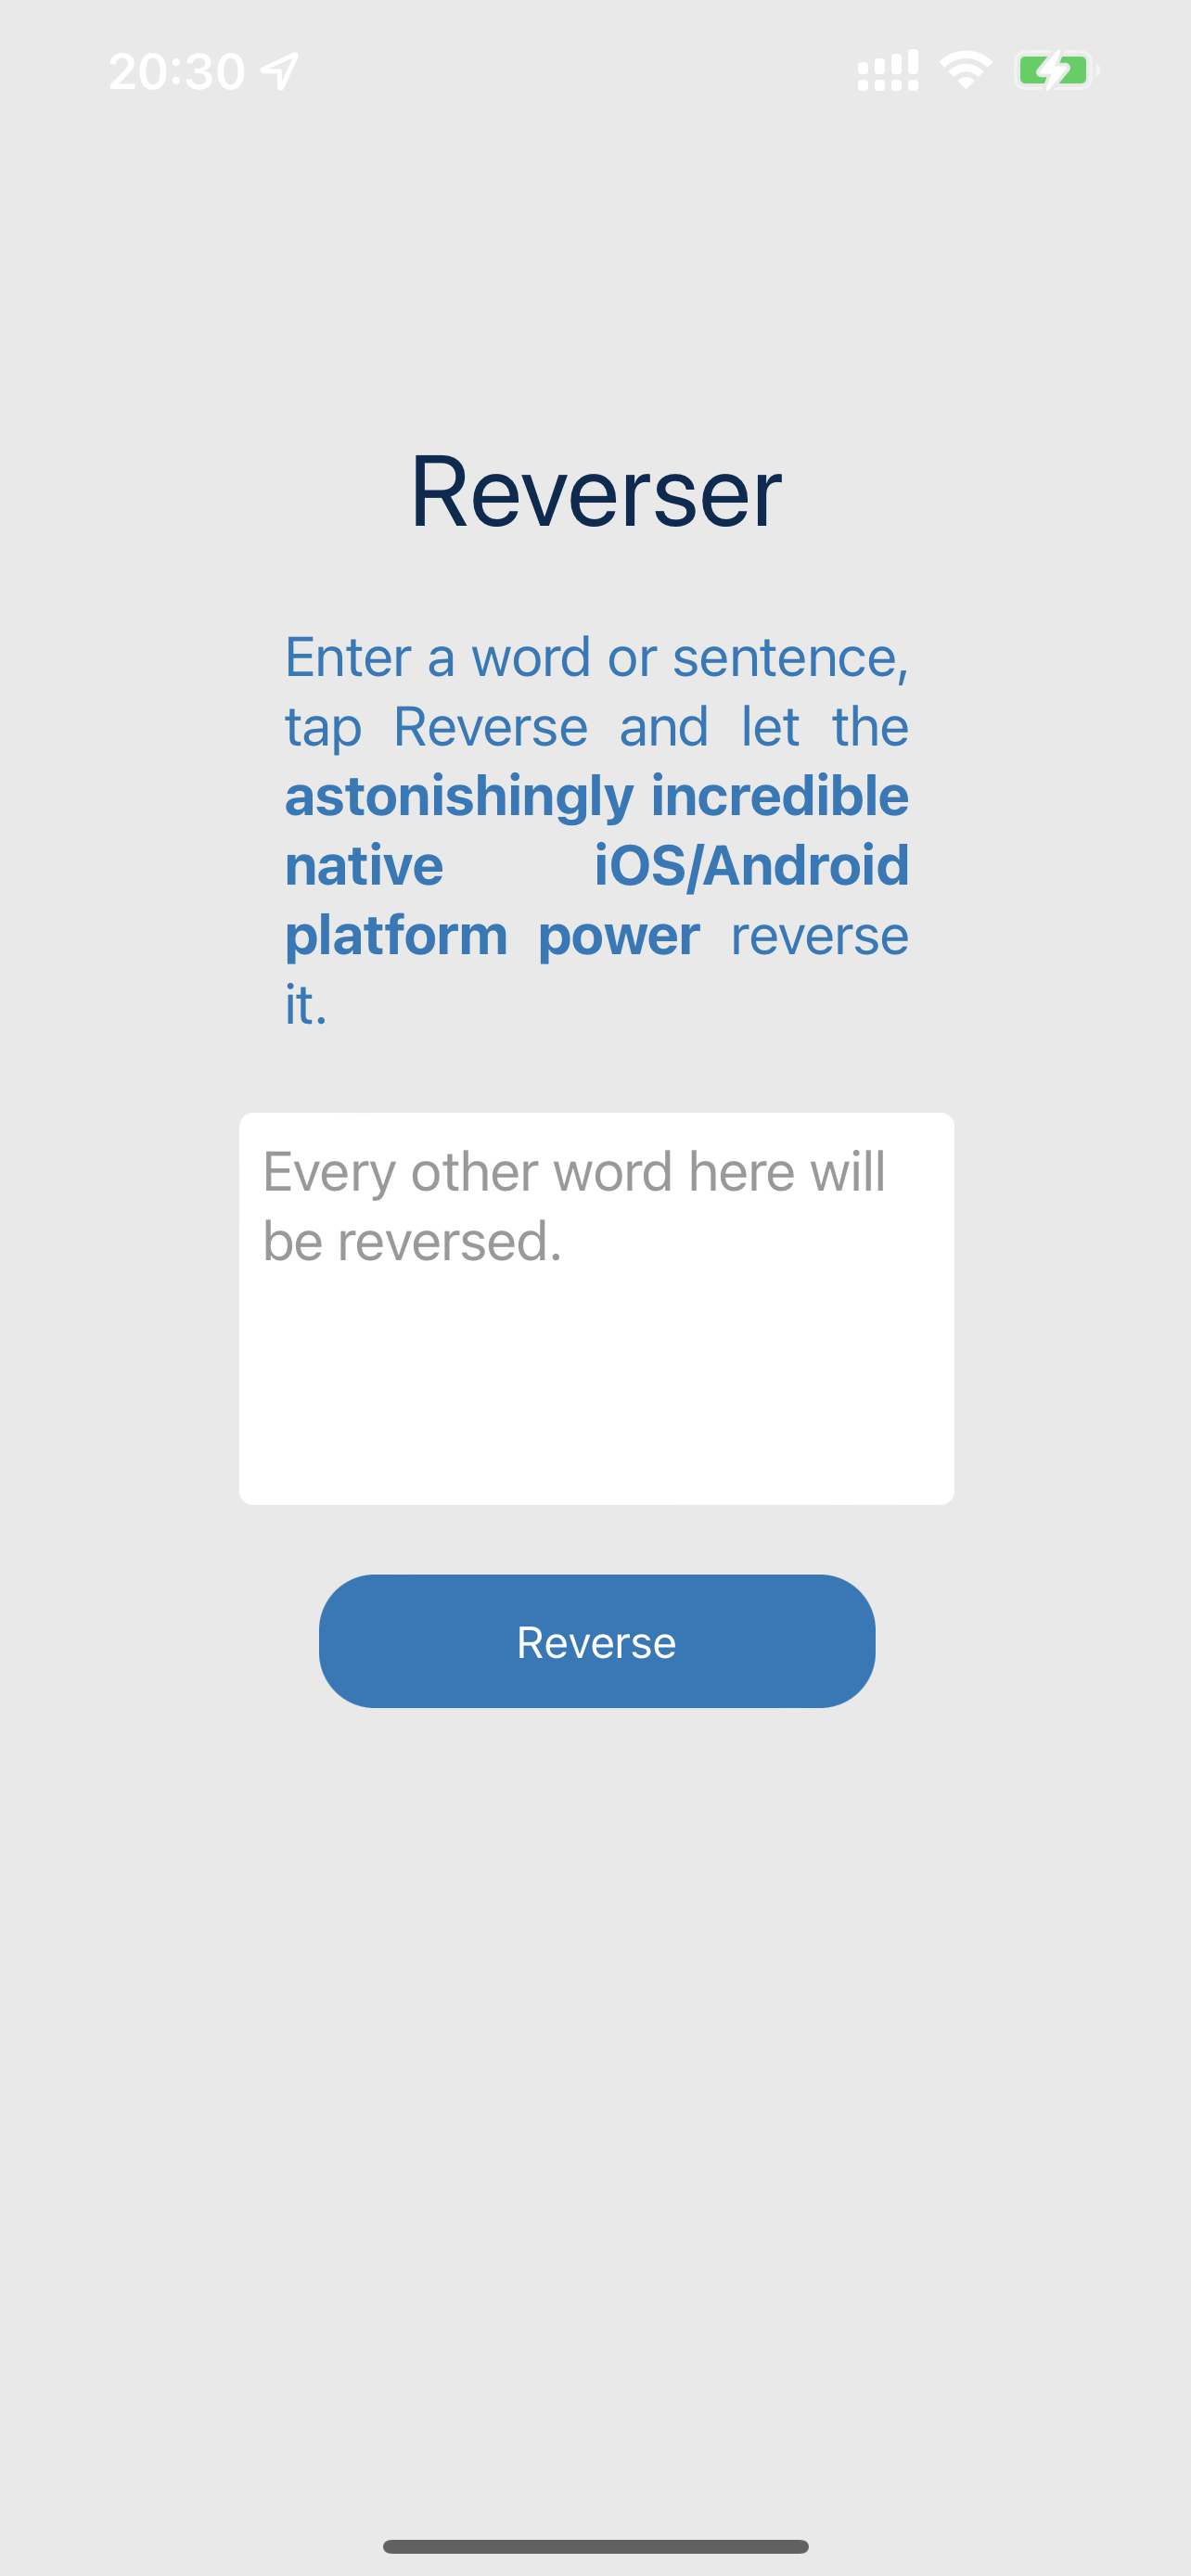 20:30
Reverser
Enter a word or sentence,
tap Reverse and let the
astonishingly incredible
native iOS/Android
platform power reverse
it.
Every other word here will
be reversed.
Reverse